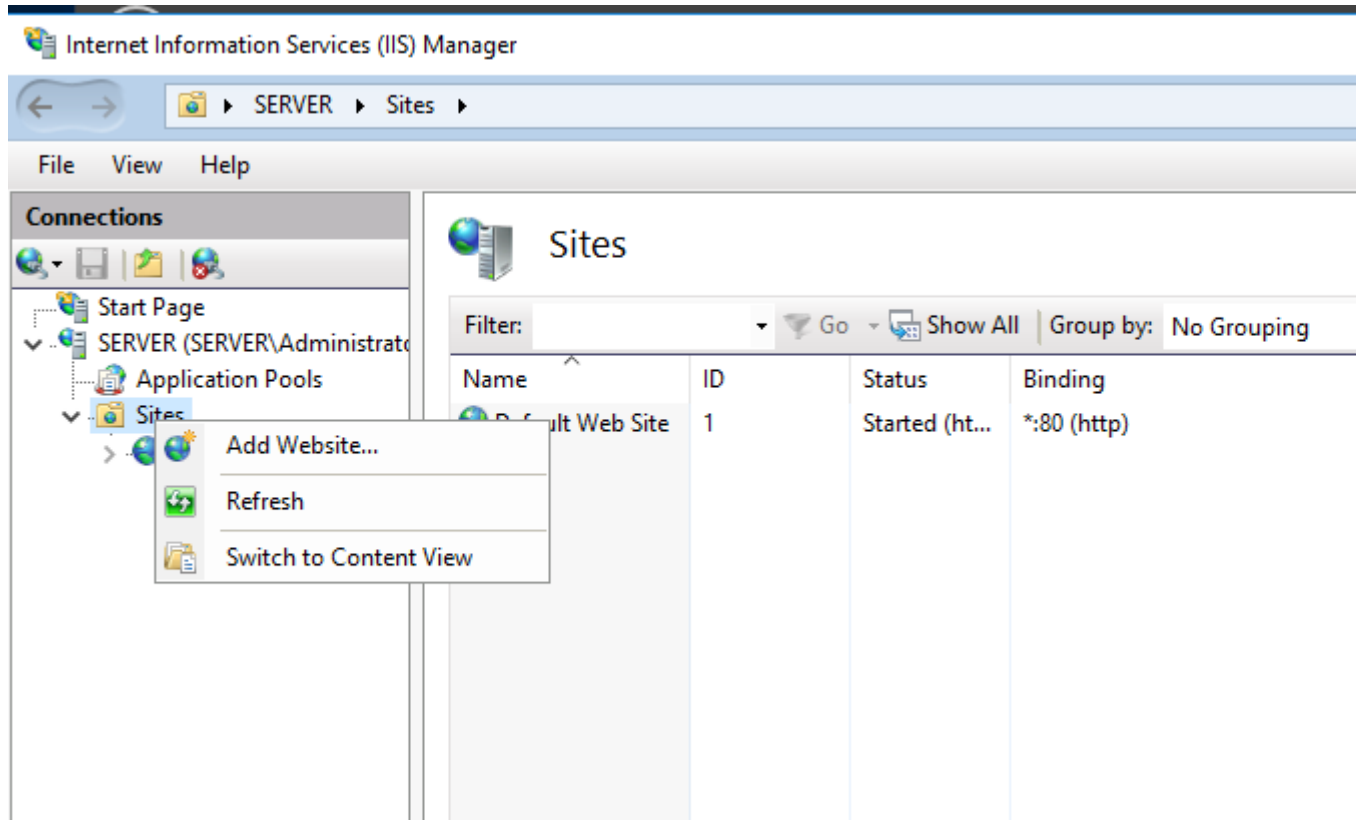 Internet Information Services (IIS) Manager
SERVER Sites
File View Help
Connections
Start Page
SERVER (SERVER\Administrato
Application Pools
Sites
Add Website...
Refresh
Switch to Content View
Sites
Filter: Go Show All Group by: No Grouping
Name ID Status Binding
ult Web Site 1 Started (ht... *:80 (http)